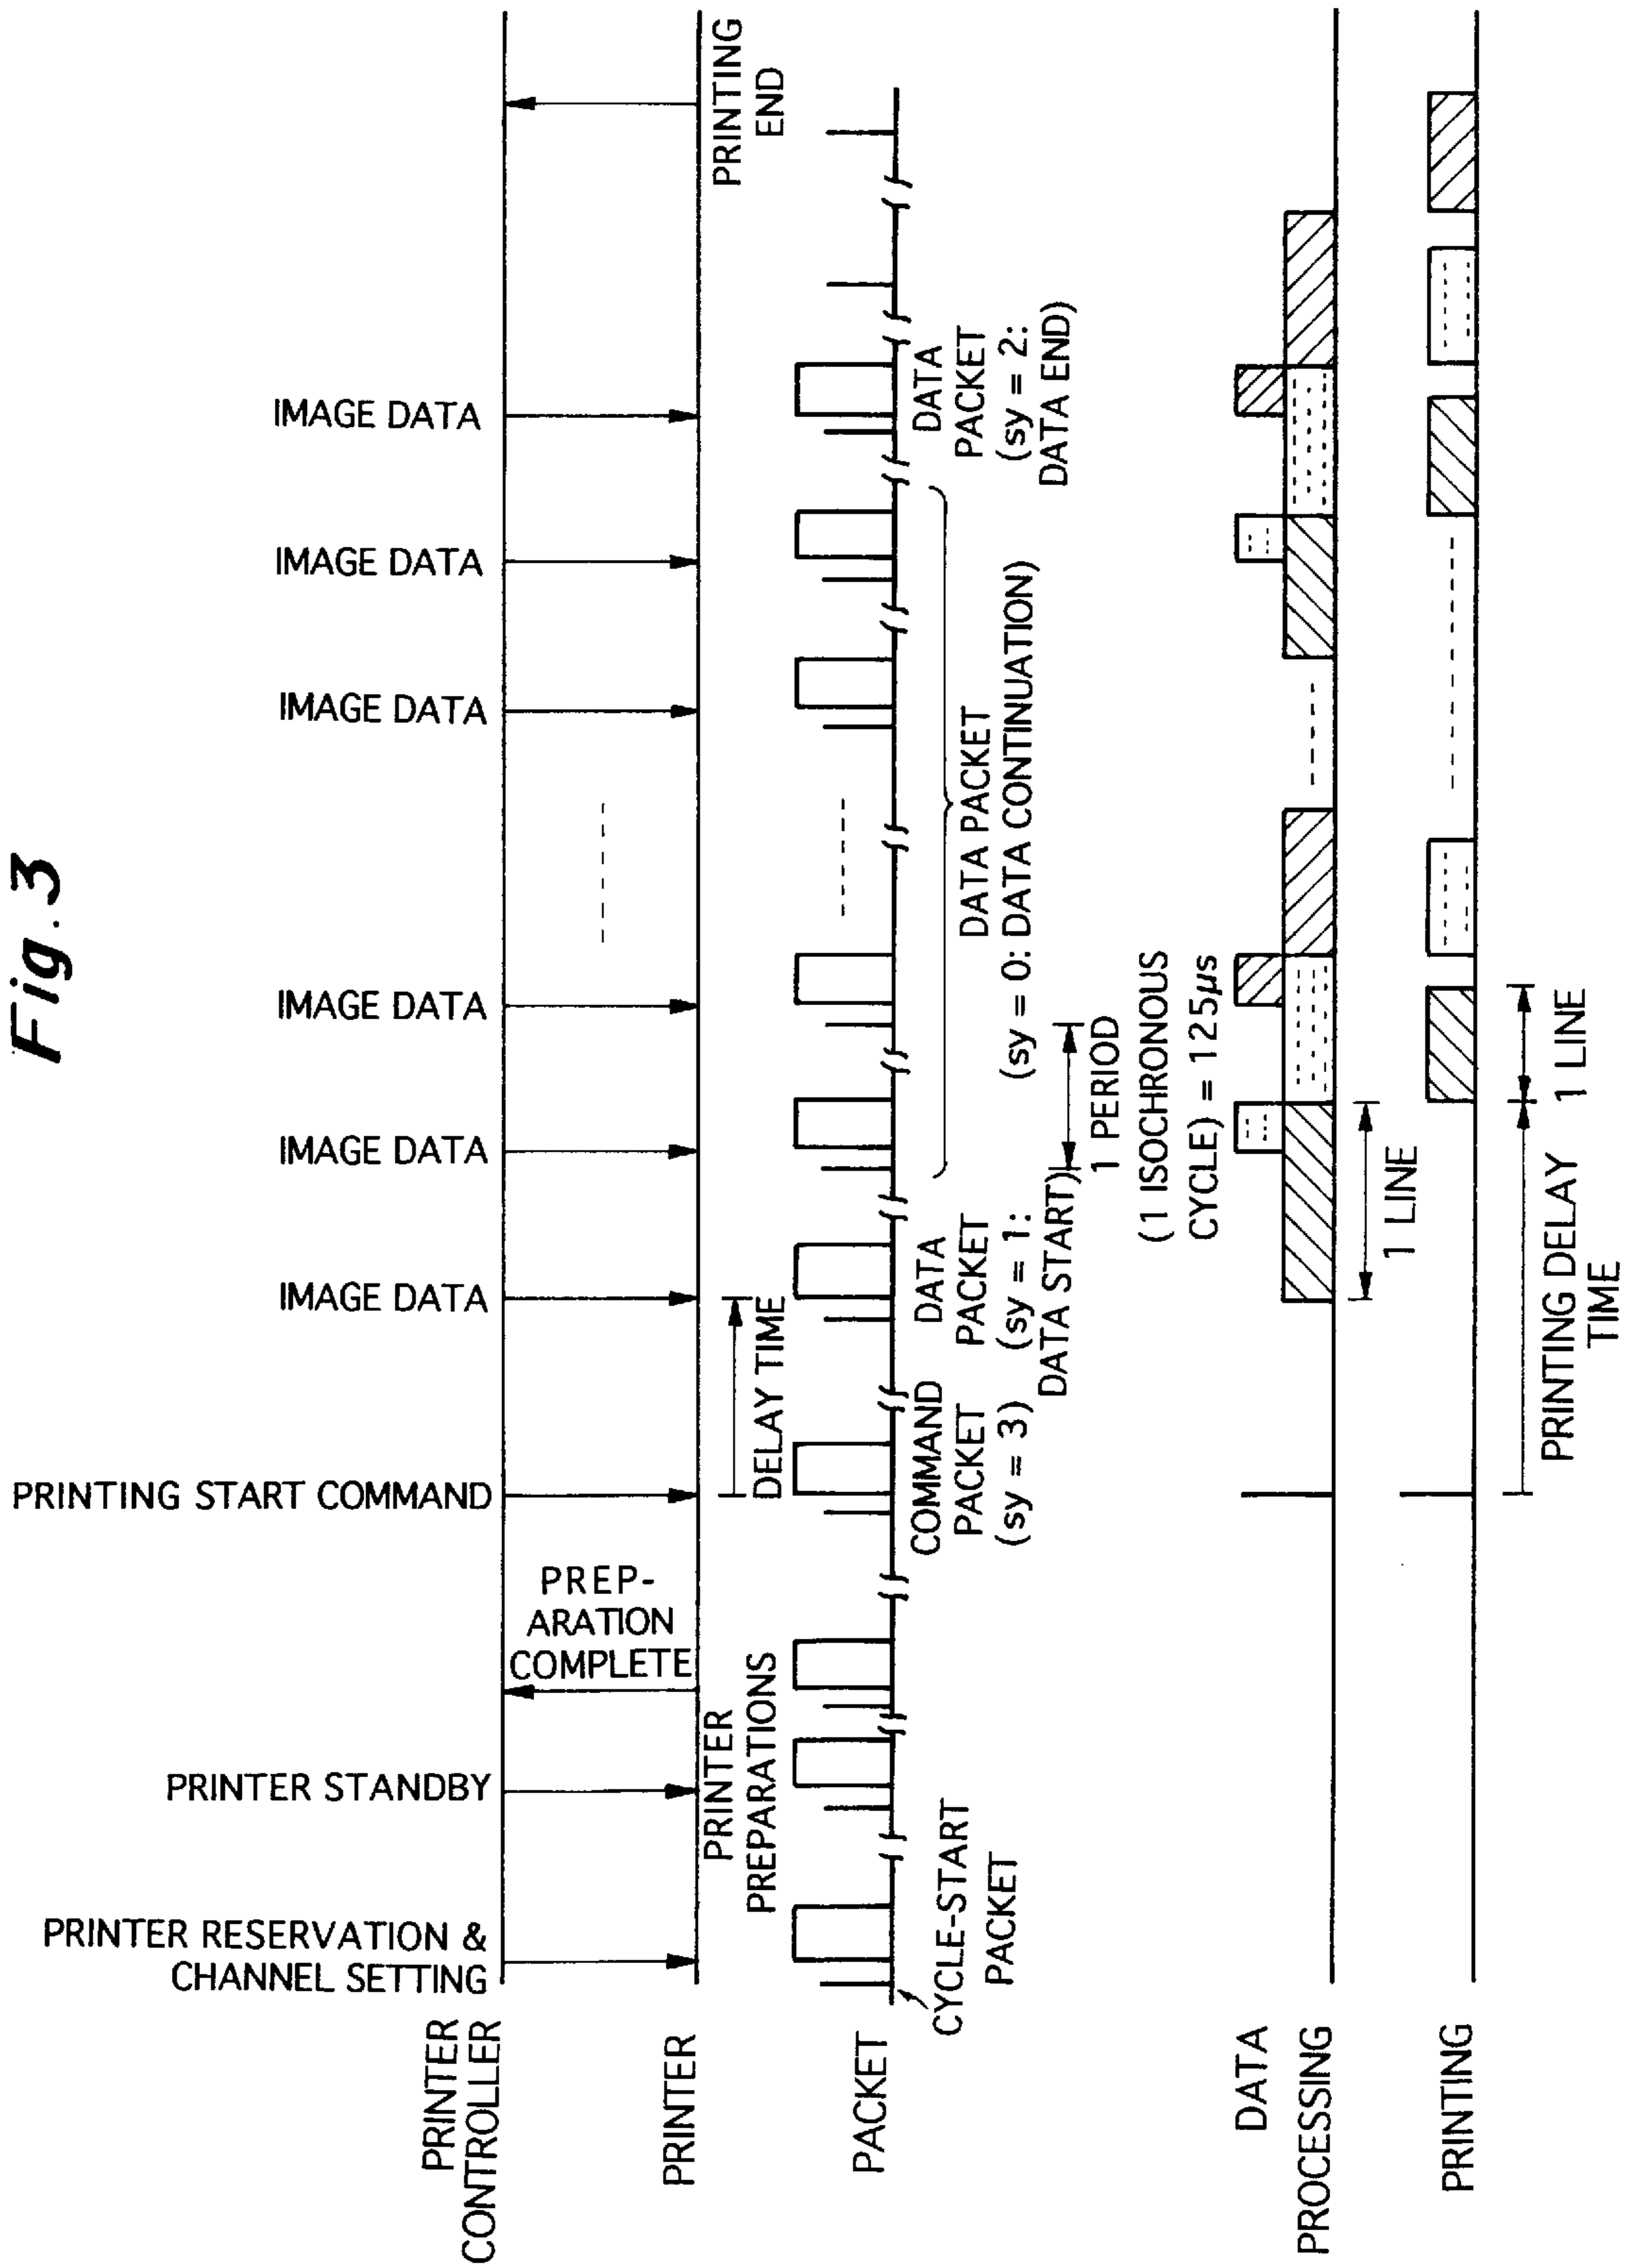 Fig. 3
PRINTER
CONTROLLER
PRINTER RESERVATION &
CHANNEL SETTING
PRINTER STANDBY
PREP-
ARATION
COMPLETE
PRINTING START COMMAND
IMAGE DATA
IMAGE DATA
IMAGE DATA
IMAGE DATA
IMAGE DATA
IMAGE DATA
PRINTER
PRINTER
PREPARATIONS
DELAY TIME
PRINTING
END
PACKET
CYCLE-START
PACKET
COMMAND
PACKET
(sy = 3)
DATA
PACKET
(sy = 1:
DATA START)
DATA PACKET
(sy = 0: DATA CONTINUATION)
DATA
PACKET
(sy = 2:
DATA END)
1 PERIOD
(1 ISOCHRONOUS
CYCLE) = 125μs
DATA
PROCESSING
1 LINE
PRINTING
PRINTING DELAY
TIME
1 LINE